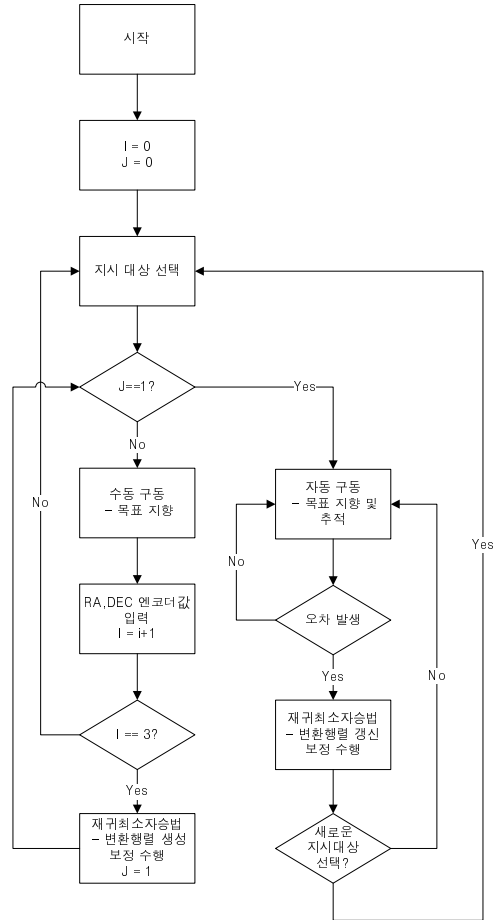 시작
I = 0
J = 0
지시 대상 선택
J==1?
Yes
No
수동 구동
– 목표 지향
자동 구동
– 목표 지향 및
추적
No
No
Yes
RA,DEC 엔코더값
입력
I = i+1
오차 발생
Yes
No
I == 3?
재귀최소자승법
– 변환행렬 갱신
보정 수행
Yes
재귀최소자승법
– 변환행렬 생성
보정 수행
J = 1
새로운
지시대상
선택?